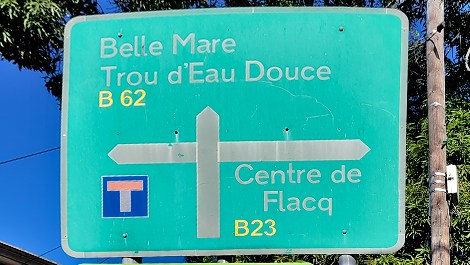 Belle Mare
Trou d'Eau Douce
B 62
Centre de
Flacq
B23